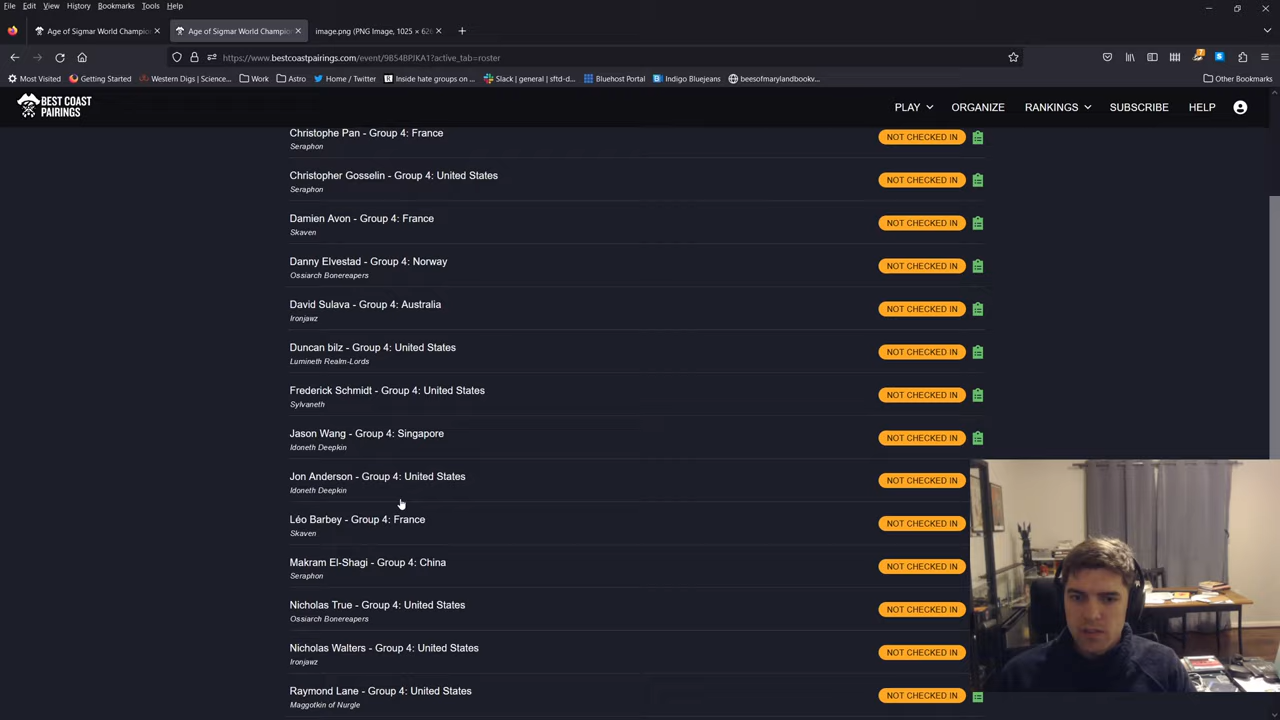 File Edit View History Bookmarks Tools Help
Age of Sigmar World Champio
Age of Sigmar World Champio
image.png (PNG Image, 1025 × 62
https://www.bestcoastpairings.com/event/9B54BPJKA1?active_tab=roster
Most Visited
Getting Started
Western Digs | Science...
Work
Astro
Home / Twitter
Inside hate groups on ...
Slack | general | sftd-d...
Bluehost Portal
Indigo Bluejeans
beesofmarylandbookv...
Other Bookmarks
BEST COAST
PAIRINGS
PLAY ORGANIZE RANKINGS SUBSCRIBE HELP
Christophe Pan - Group 4: France
Seraphon
NOT CHECKED IN
Christopher Gosselin - Group 4: United States
Seraphon
NOT CHECKED IN
Damien Avon - Group 4: France
Skaven
NOT CHECKED IN
Danny Elvestad - Group 4: Norway
Ossiarch Bonereapers
NOT CHECKED IN
David Sulava - Group 4: Australia
Ironjawz
NOT CHECKED IN
Duncan bilz - Group 4: United States
Lumineth Realm-Lords
NOT CHECKED IN
Frederick Schmidt - Group 4: United States
Sylvaneth
NOT CHECKED IN
Jason Wang - Group 4: Singapore
Idoneth Deepkin
NOT CHECKED IN
Jon Anderson - Group 4: United States
Idoneth Deepkin
NOT CHECKED IN
Léo Barbey - Group 4: France
Skaven
NOT CHECKED IN
Makram El-Shagi - Group 4: China
Seraphon
NOT CHECKED IN
Nicholas True - Group 4: United States
Ossiarch Bonereapers
NOT CHECKED IN
Nicholas Walters - Group 4: United States
Ironjawz
NOT CHECKED IN
Raymond Lane - Group 4: United States
Maggotkin of Nurgle
NOT CHECKED IN